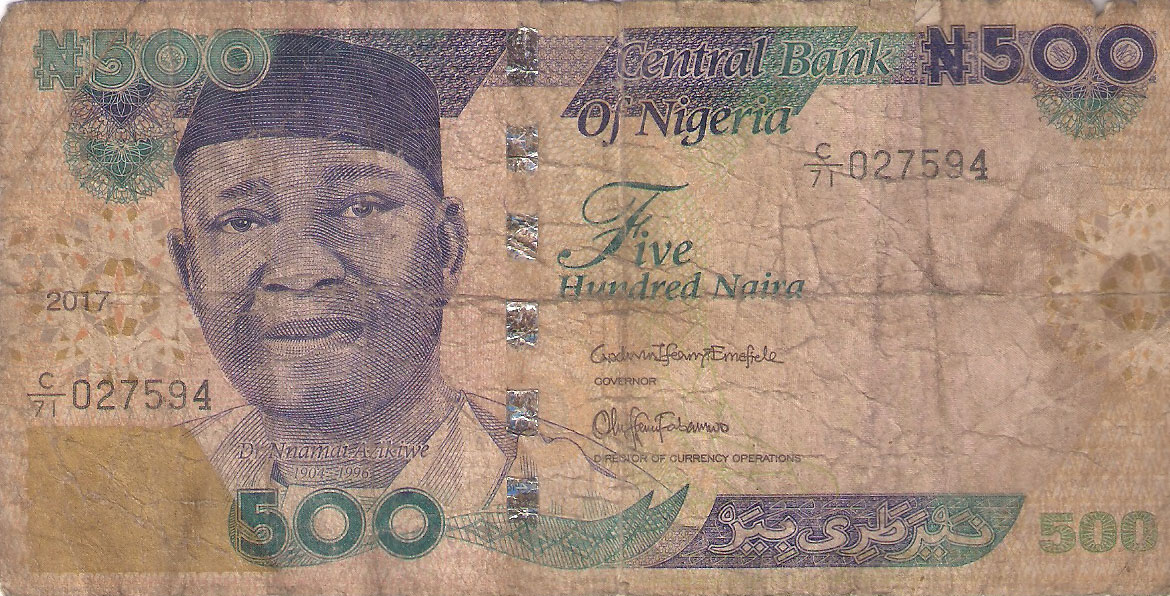 ₦500
Central Bank
Of Nigeria
₦500
C/71 027594
Five
Hundred Naira
2017
Godwin Ifeanyi Emefiele
GOVERNOR
C/71 027594
Olufemi Fabamwo
DIRECTOR OF CURRENCY OPERATIONS
Dr Nnamdi Azikiwe
1904-1996
500
نَيْرَ طَرِى بِيَرْ
500